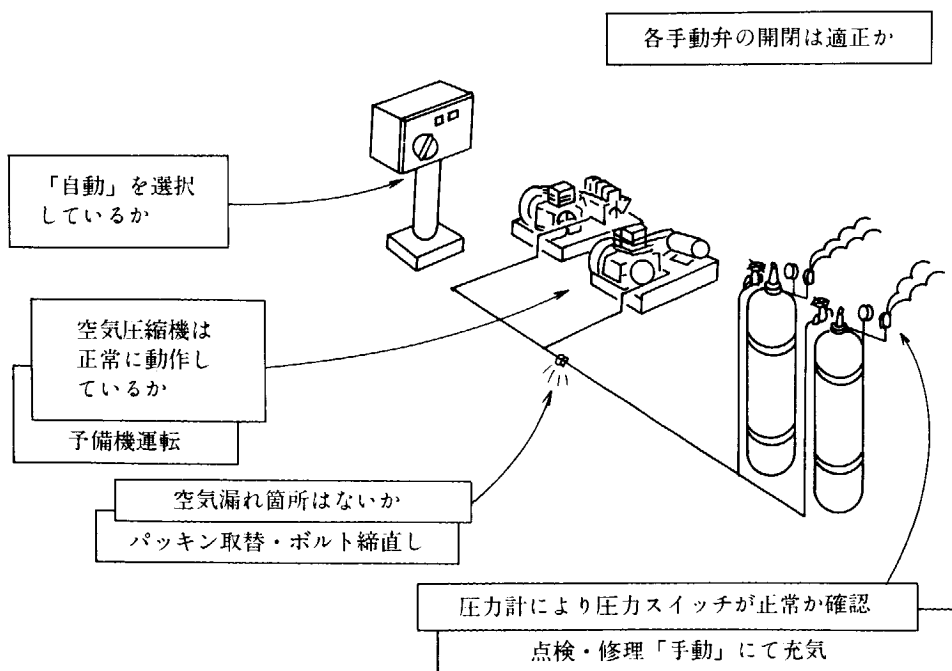 各手動弁の開閉は適正か
「自動」を選択
しているか
空気圧縮機は
正常に動作し
ているか
予備機運転
空気漏れ箇所はないか
パッキン取替・ボルト締直し
圧力計により圧力スイッチが正常か確認
点検・修理「手動」にて充気